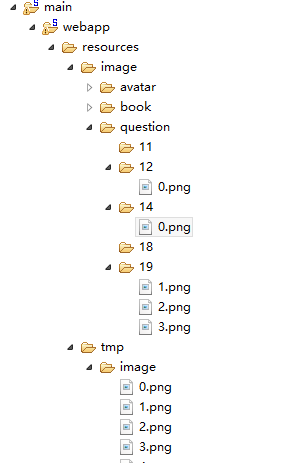 main
webapp
resources
image
avatar
book
question
11
12
0.png
14
0.png
18
19
1.png
2.png
3.png
tmp
image
0.png
1.png
2.png
3.png